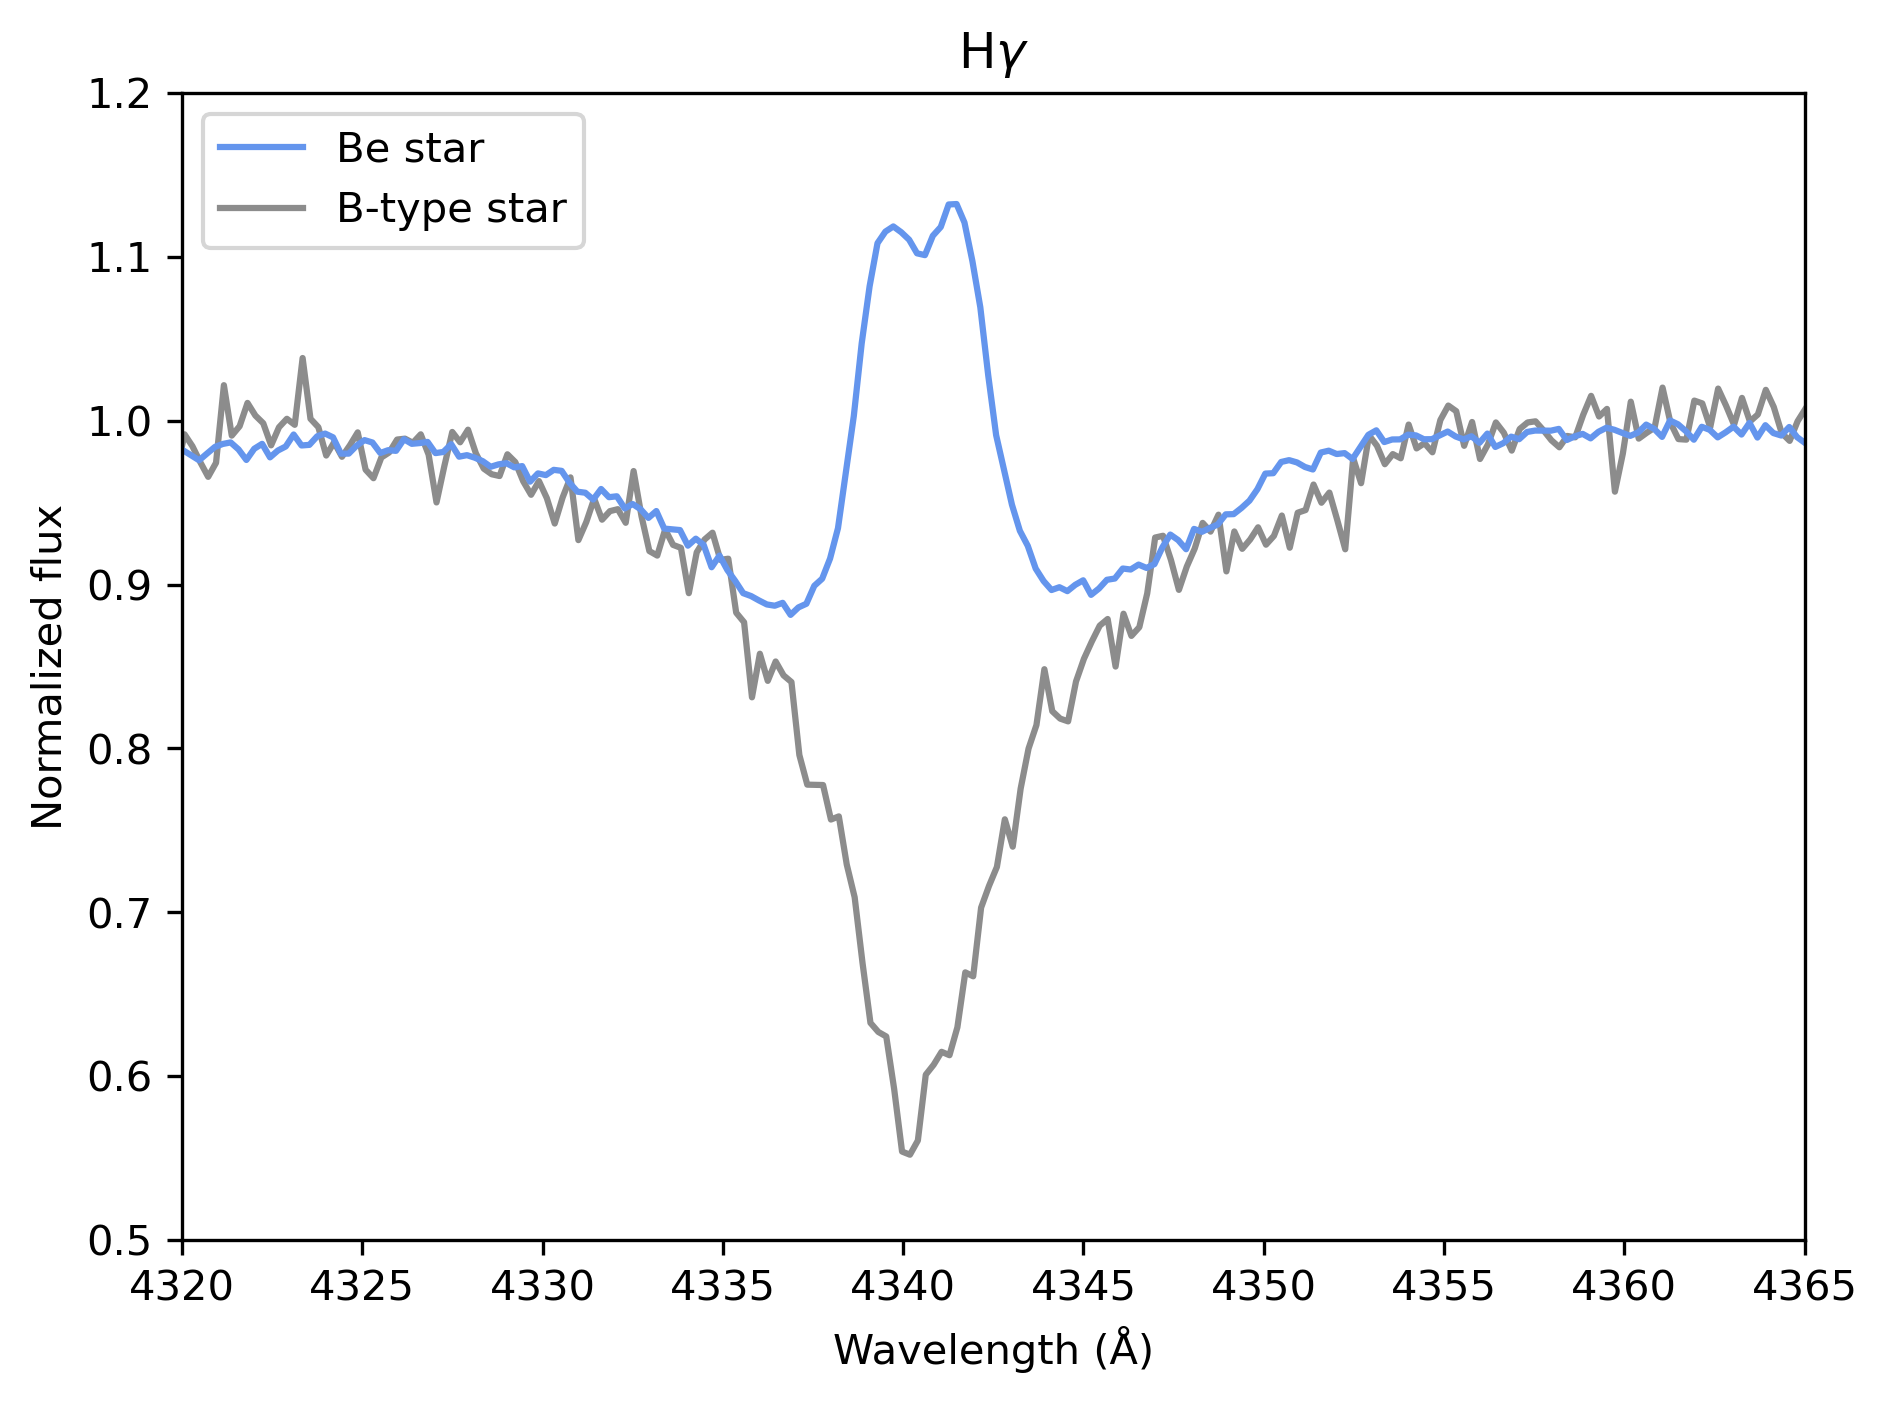 Hγ
Be star
B-type star
1.2
1.1
1.0
0.9
0.8
0.7
0.6
0.5
Normalized flux
4320 4325 4330 4335 4340 4345 4350 4355 4360 4365
Wavelength (Å)